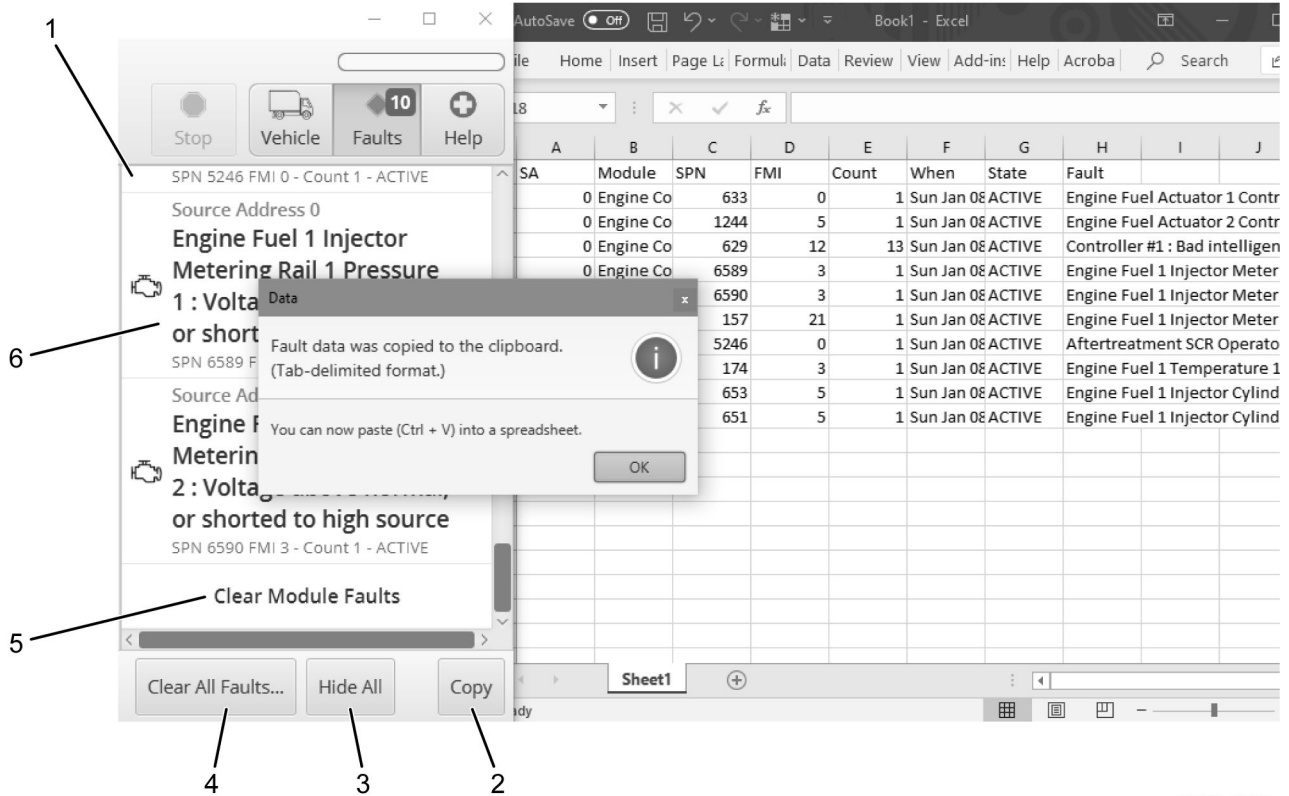 1
AutoSave Off Book1 - Excel
ile Home Insert Page La Formula Data Review View Add-ins Help Acroba Search
Stop Vehicle Faults 10 Help
18 fx
A B C D E F G H I J
SA Module SPN FMI Count When State Fault
0 Engine Co 633 0 1 Sun Jan 08 ACTIVE Engine Fuel Actuator 1 Contr
0 Engine Co 1244 5 1 Sun Jan 08 ACTIVE Engine Fuel Actuator 2 Contr
0 Engine Co 629 12 13 Sun Jan 08 ACTIVE Controller #1 : Bad intelligen
0 Engine Co 6589 3 1 Sun Jan 08 ACTIVE Engine Fuel 1 Injector Meter
6590 3 1 Sun Jan 08 ACTIVE Engine Fuel 1 Injector Meter
157 21 1 Sun Jan 08 ACTIVE Engine Fuel 1 Injector Meter
5246 0 1 Sun Jan 08 ACTIVE Aftertreatment SCR Operato
174 3 1 Sun Jan 08 ACTIVE Engine Fuel 1 Temperature 1
653 5 1 Sun Jan 08 ACTIVE Engine Fuel 1 Injector Cylind
651 5 1 Sun Jan 08 ACTIVE Engine Fuel 1 Injector Cylind
SPN 5246 FMI 0 - Count 1 - ACTIVE
Source Address 0
Engine Fuel 1 Injector
Metering Rail 1 Pressure
1 : Volta
or short
SPN 6589 F
6
Source Ad
Engine F
Meterin
2 : Voltage above normal,
or shorted to high source
SPN 6590 FMI 3 - Count 1 - ACTIVE
Data x
Fault data was copied to the clipboard.
(Tab-delimited format.)
i
You can now paste (Ctrl + V) into a spreadsheet.
OK
Clear Module Faults
5
Clear All Faults... Hide All Copy
Sheet1
ady
4 3 2